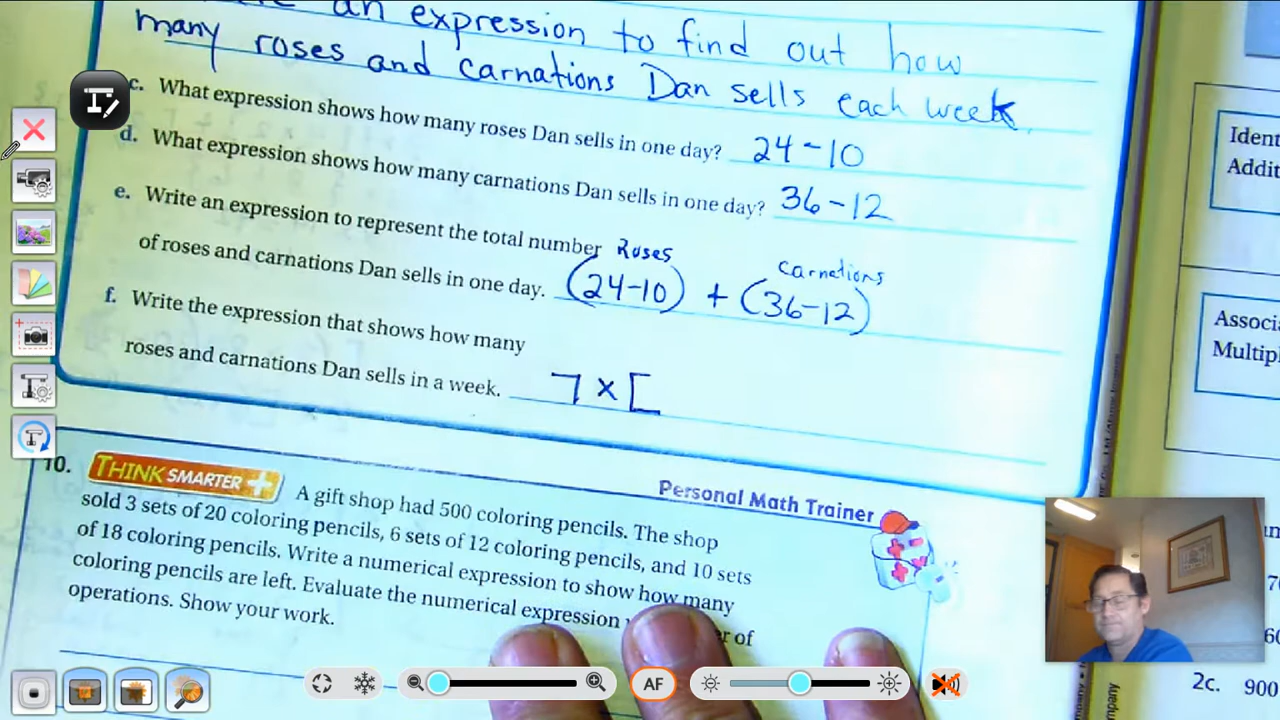 an expression to find out how
many roses and carnations Dan sells each week.
c. What expression shows how many roses Dan sells in one day? 24-10
d. What expression shows how many carnations Dan sells in one day? 36-12
e. Write an expression to represent the total number
Roses
carnations
of roses and carnations Dan sells in one day. (24-10) + (36-12)
f. Write the expression that shows how many
roses and carnations Dan sells in a week. 7 × [
10. THINK SMARTER + A gift shop had 500 coloring pencils. The shop
Personal Math Trainer
sold 3 sets of 20 coloring pencils, 6 sets of 12 coloring pencils, and 10 sets
of 18 coloring pencils. Write a numerical expression to show how many
coloring pencils are left. Evaluate the numerical expression of
operations. Show your work.
AF
2c. 900